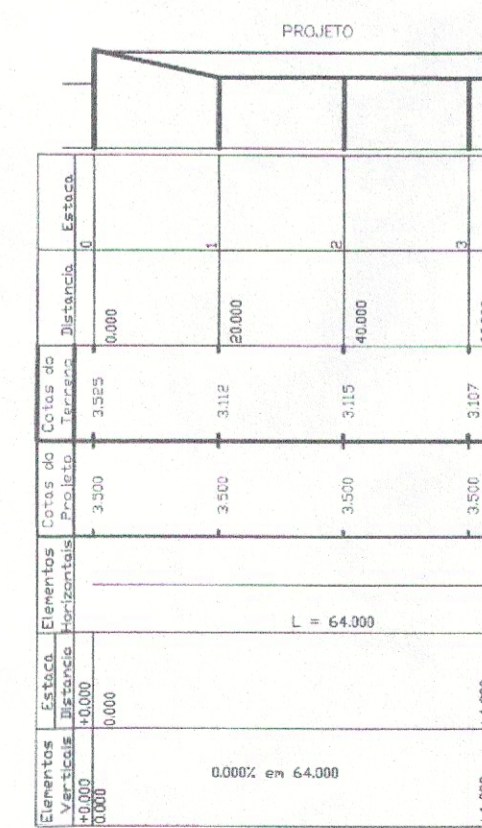 PROJETO
Estaca
0
1
2
3
Distancia
0.000
20.000
40.000
Cotas do
Terreno
3.525
3.112
3.115
3.107
Cotas do
Projeto
3.500
3.500
3.500
3.500
Elementos
Horizontais
L = 64.000
Estaca
Distancia
+0.000
0.000
Elementos
Verticais
+0.000
0.000
0.000% em 64.000